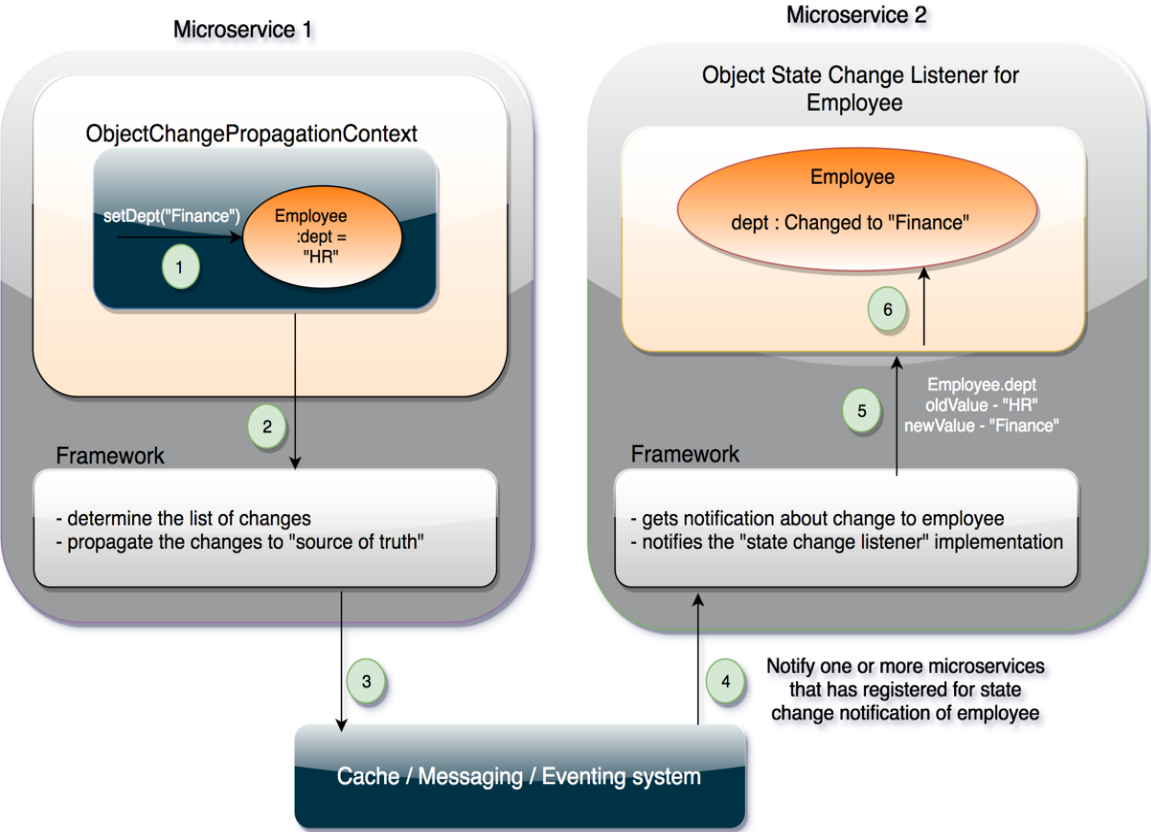 Microservice 1
ObjectChangePropagationContext
setDept("Finance")
Employee
:dept =
"HR"
1
2
Framework
- determine the list of changes
- propagate the changes to "source of truth"
3
Cache / Messaging / Eventing system
Microservice 2
Object State Change Listener for
Employee
Employee
dept : Changed to "Finance"
6
5
Employee.dept
oldValue - "HR"
newValue - "Finance"
Framework
- gets notification about change to employee
- notifies the "state change listener" implementation
4
Notify one or more microservices
that has registered for state
change notification of employee